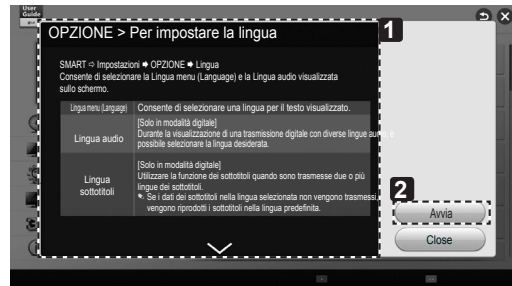 User
Guide
OPZIONE > Per impostare la lingua
1
SMART ⇨ Impostazioni ➡ OPZIONE ➡ Lingua
Consente di selezionare la Lingua menu (Language) e la Lingua audio visualizzata
sullo schermo.
Lingua menu (Language) Consente di selezionare una lingua per il testo visualizzato.
Lingua audio
[Solo in modalità digitale]
Durante la visualizzazione di una trasmissione digitale con diverse lingue audio, è
possibile selezionare la lingua desiderata.
Lingua
sottotitoli
[Solo in modalità digitale]
Utilizzare la funzione dei sottotitoli quando sono trasmesse due o più
lingue dei sottotitoli.
Se i dati dei sottotitoli nella lingua selezionata non vengono trasmessi,
vengono riprodotti i sottotitoli nella lingua predefinita.
2
Avvia
Close